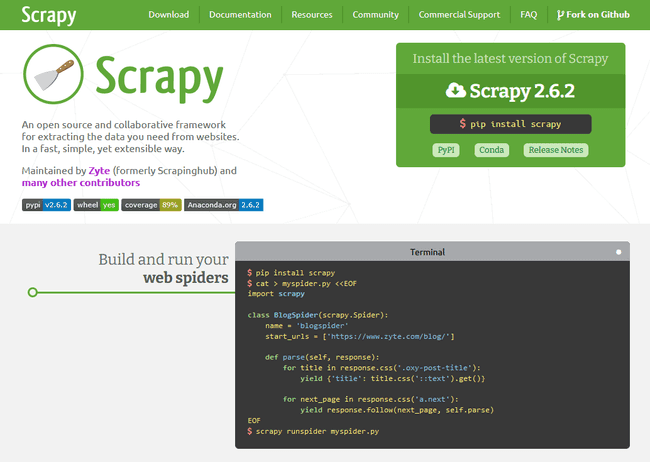 Scrapy
Download
Documentation
Resources
Community
Commercial Support
FAQ
Fork on Github
Scrapy
An open source and collaborative framework
for extracting the data you need from websites.
In a fast, simple, yet extensible way.
Maintained by Zyte (formerly Scrapinghub) and
many other contributors
pypi v2.6.2 wheel yes coverage 89% Anaconda.org 2.6.2
Install the latest version of Scrapy
Scrapy 2.6.2
$ pip install scrapy
PyPI
Conda
Release Notes
Build and run your
web spiders
Terminal
$ pip install scrapy
$ cat > myspider.py <<EOF
import scrapy
class BlogSpider(scrapy.Spider):
    name = 'blogspider'
    start_urls = ['https://www.zyte.com/blog/']
    def parse(self, response):
        for title in response.css('.oxy-post-title'):
            yield {'title': title.css('::text').get()}
        for next_page in response.css('a.next'):
            yield response.follow(next_page, self.parse)
EOF
$ scrapy runspider myspider.py